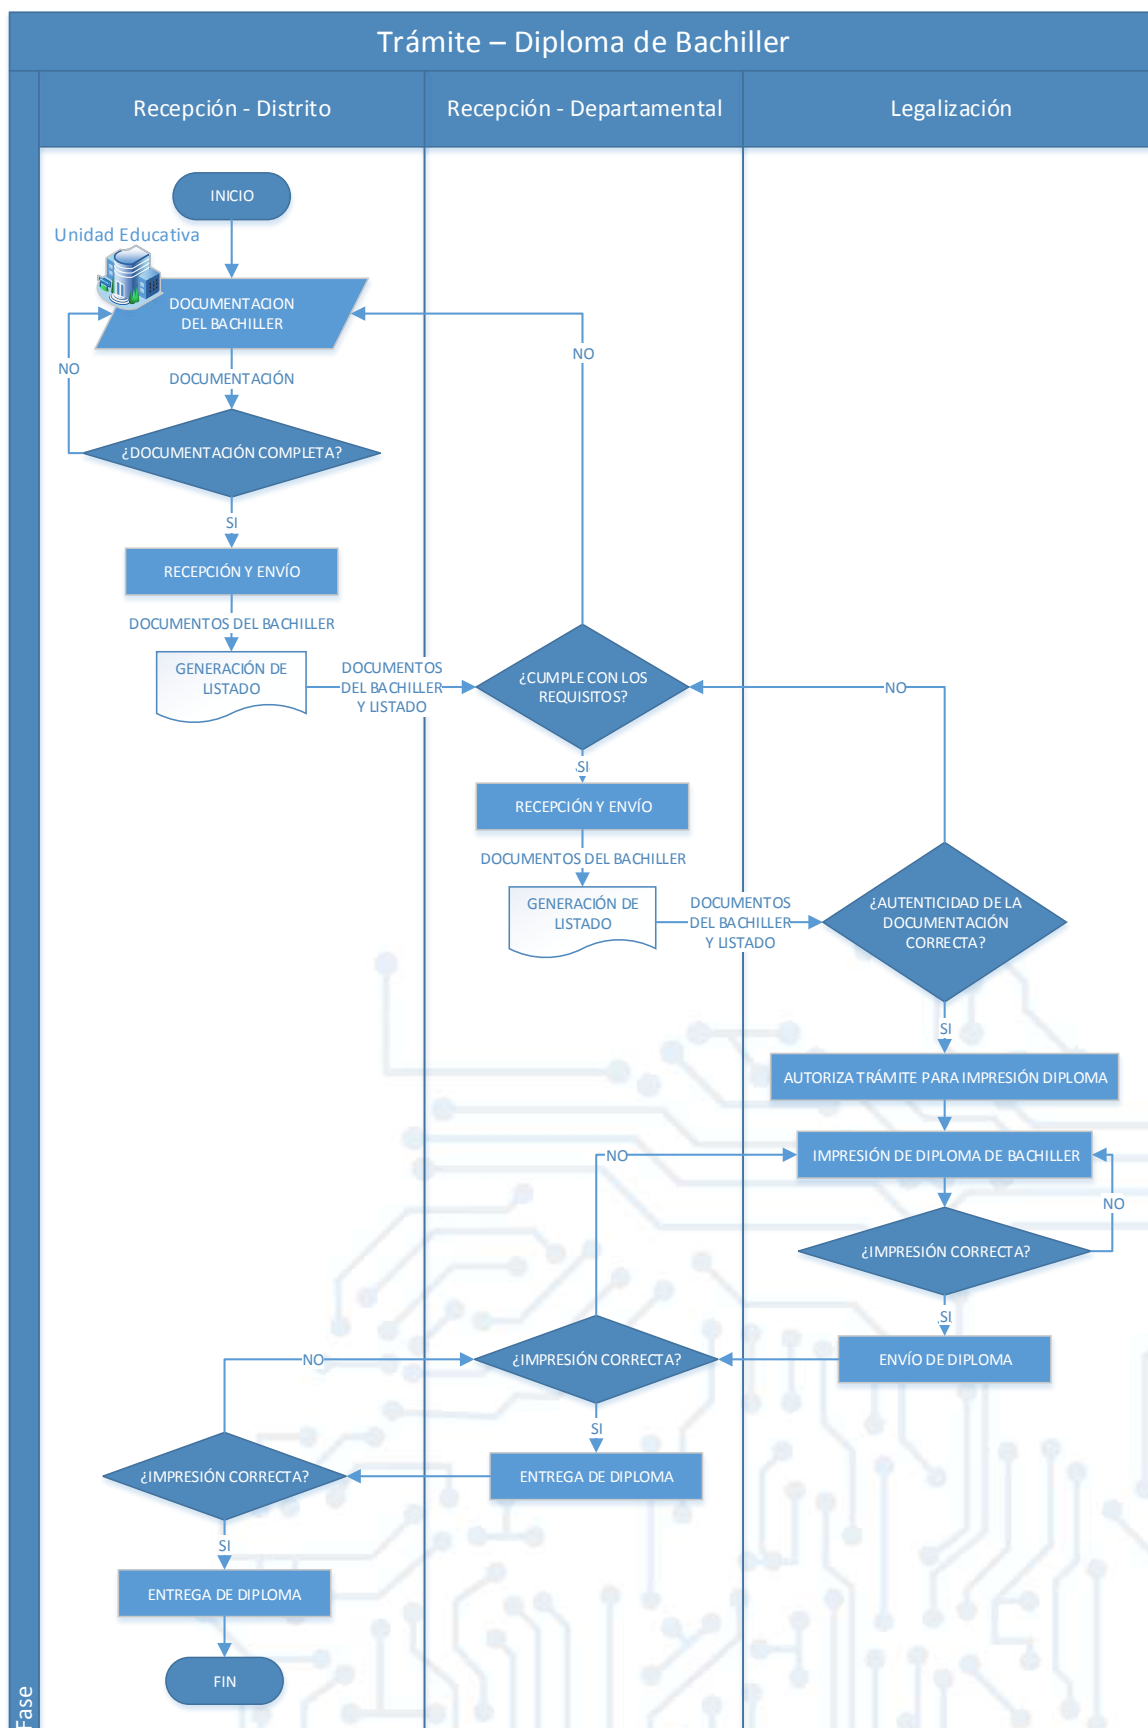 Trámite – Diploma de Bachiller
Recepción - Distrito
Recepción - Departamental
Legalización
INICIO
Unidad Educativa
DOCUMENTACION
DEL BACHILLER
NO
NO
DOCUMENTACIÓN
¿DOCUMENTACIÓN COMPLETA?
SI
RECEPCIÓN Y ENVÍO
DOCUMENTOS DEL BACHILLER
GENERACIÓN DE
LISTADO
DOCUMENTOS
DEL BACHILLER
Y LISTADO
¿CUMPLE CON LOS
REQUISITOS?
NO
SI
RECEPCIÓN Y ENVÍO
DOCUMENTOS DEL BACHILLER
GENERACIÓN DE
LISTADO
DOCUMENTOS
DEL BACHILLER
Y LISTADO
¿AUTENTICIDAD DE LA
DOCUMENTACIÓN
CORRECTA?
SI
AUTORIZA TRÁMITE PARA IMPRESIÓN DIPLOMA
NO
IMPRESIÓN DE DIPLOMA DE BACHILLER
NO
¿IMPRESIÓN CORRECTA?
SI
ENVÍO DE DIPLOMA
¿IMPRESIÓN CORRECTA?
NO
SI
ENTREGA DE DIPLOMA
¿IMPRESIÓN CORRECTA?
SI
ENTREGA DE DIPLOMA
FIN
Fase